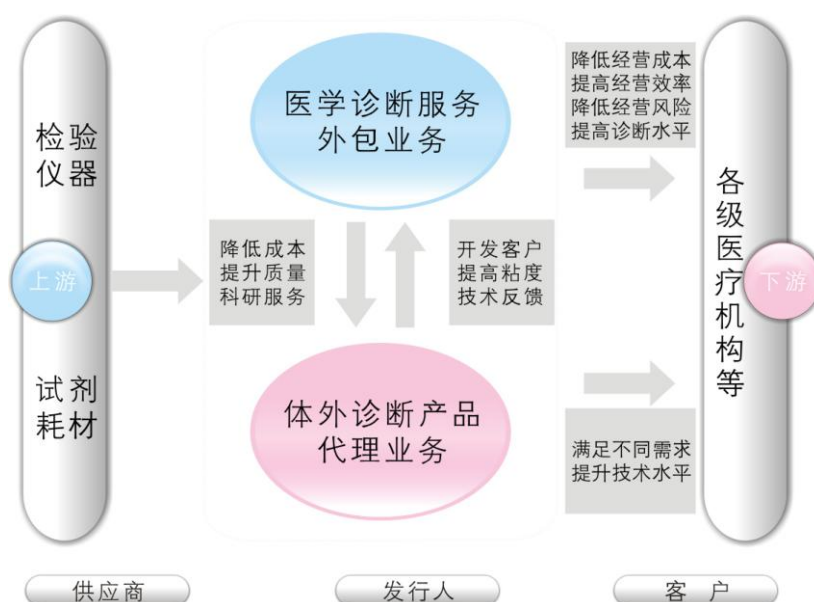 检验
仪器
上游
试剂
耗材
医学诊断服务
外包业务
降低成本
提升质量
科研服务
开发客户
提高粘度
技术反馈
体外诊断产品
代理业务
降低经营成本
提高经营效率
降低经营风险
提高诊断水平
满足不同需求
提升技术水平
各级医疗机构等
下游
供应商
发行人
客 户